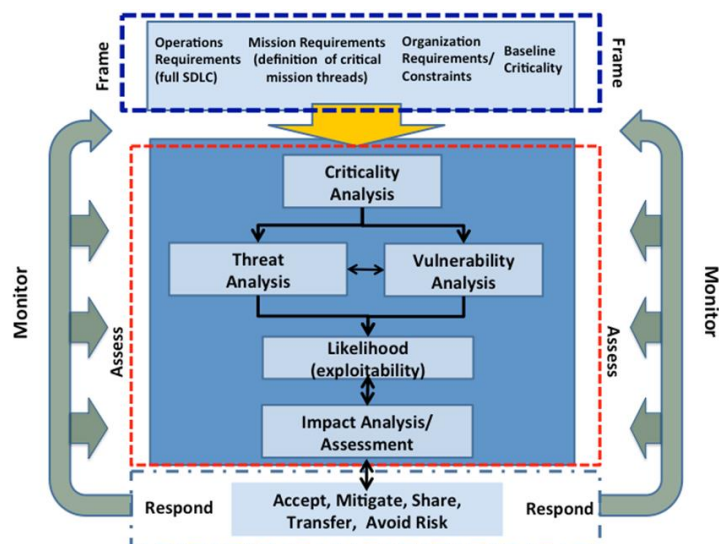 Frame
Operations
Requirements
(full SDLC)
Mission Requirements
(definition of critical
mission threads)
Organization
Requirements/
Constraints
Baseline
Criticality
Frame
Criticality
Analysis
Threat
Analysis
Vulnerability
Analysis
Likelihood
(exploitability)
Impact Analysis/
Assessment
Monitor
Assess
Assess
Monitor
Respond
Accept, Mitigate, Share,
Transfer, Avoid Risk
Respond